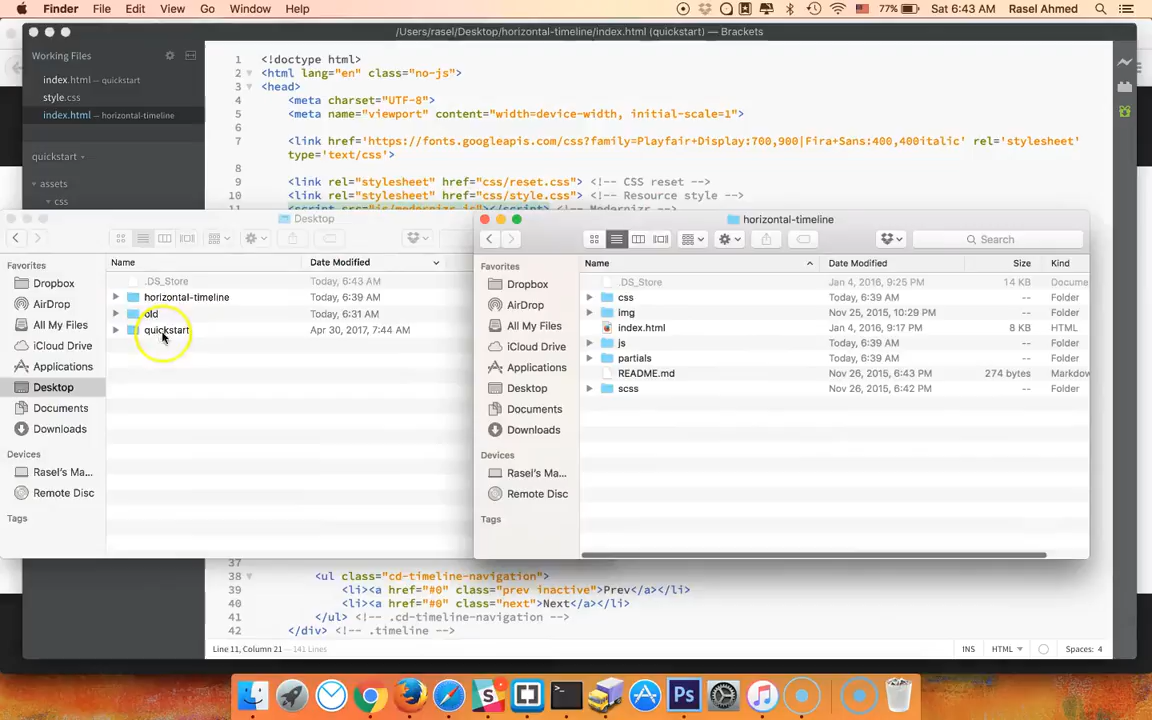 Finder File Edit View Go Window Help 77% Sat 6:43 AM Rasel Ahmed
/Users/rasel/Desktop/horizontal-timeline/index.html (quickstart) — Brackets
Working Files
index.html — quickstart
style.css
index.html — horizontal-timeline
quickstart
assets
css
1 <!doctype html>
2 <html lang="en" class="no-js">
3 <head>
4 <meta charset="UTF-8">
5 <meta name="viewport" content="width=device-width, initial-scale=1">
6
7 <link href='https://fonts.googleapis.com/css?family=Playfair+Display:700,900|Fira+Sans:400,400italic' rel='stylesheet'
type='text/css'>
8
9 <link rel="stylesheet" href="css/reset.css"> <!-- CSS reset -->
10 <link rel="stylesheet" href="css/style.css"> <!-- Resource style -->
11 <script src="js/modernizr.js"></script> <!-- Modernizr -->
Desktop
Favorites
Dropbox
AirDrop
All My Files
iCloud Drive
Applications
Desktop
Documents
Downloads
Devices
Rasel's Ma...
Remote Disc
Tags
Name Date Modified
.DS_Store Today, 6:43 AM
horizontal-timeline Today, 6:39 AM
old Today, 6:31 AM
quickstart Apr 30, 2017, 7:44 AM
horizontal-timeline
Search
Favorites
Dropbox
AirDrop
All My Files
iCloud Drive
Applications
Desktop
Documents
Downloads
Devices
Rasel's Ma...
Remote Disc
Tags
Name Date Modified Size Kind
.DS_Store Jan 4, 2016, 9:25 PM 14 KB Docume
css Today, 6:39 AM -- Folder
img Nov 25, 2015, 10:29 PM -- Folder
index.html Jan 4, 2016, 9:17 PM 8 KB HTML
js Today, 6:39 AM -- Folder
partials Today, 6:39 AM -- Folder
README.md Nov 26, 2015, 6:43 PM 274 bytes Markdow
scss Nov 26, 2015, 6:42 PM -- Folder
37
38 <ul class="cd-timeline-navigation">
39 <li><a href="#0" class="prev inactive">Prev</a></li>
40 <li><a href="#0" class="next">Next</a></li>
41 </ul> <!-- .cd-timeline-navigation -->
42 </div> <!-- .timeline -->
Line 11, Column 21 — 141 Lines INS HTML Spaces: 4
Ps